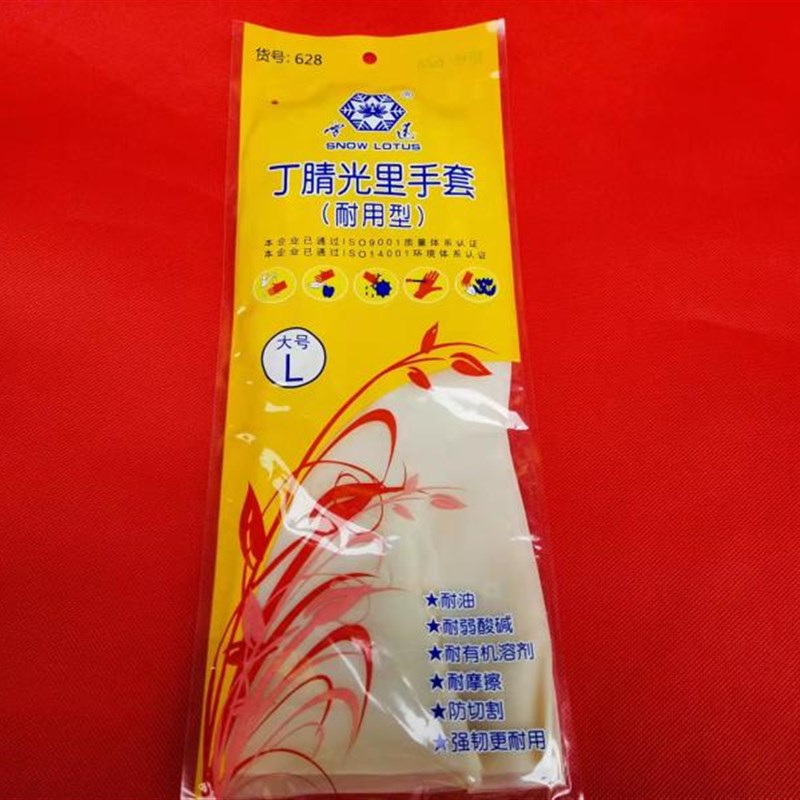 货号: 628
雪莲
®
SNOW LOTUS
丁腈光里手套
(耐用型)
本企业已通过ISO9001质量体系认证
本企业已通过ISO14001环境体系认证
大号
L
★耐油
★耐弱酸碱
★耐有机溶剂
★耐摩擦
★防切割
★强韧更耐用